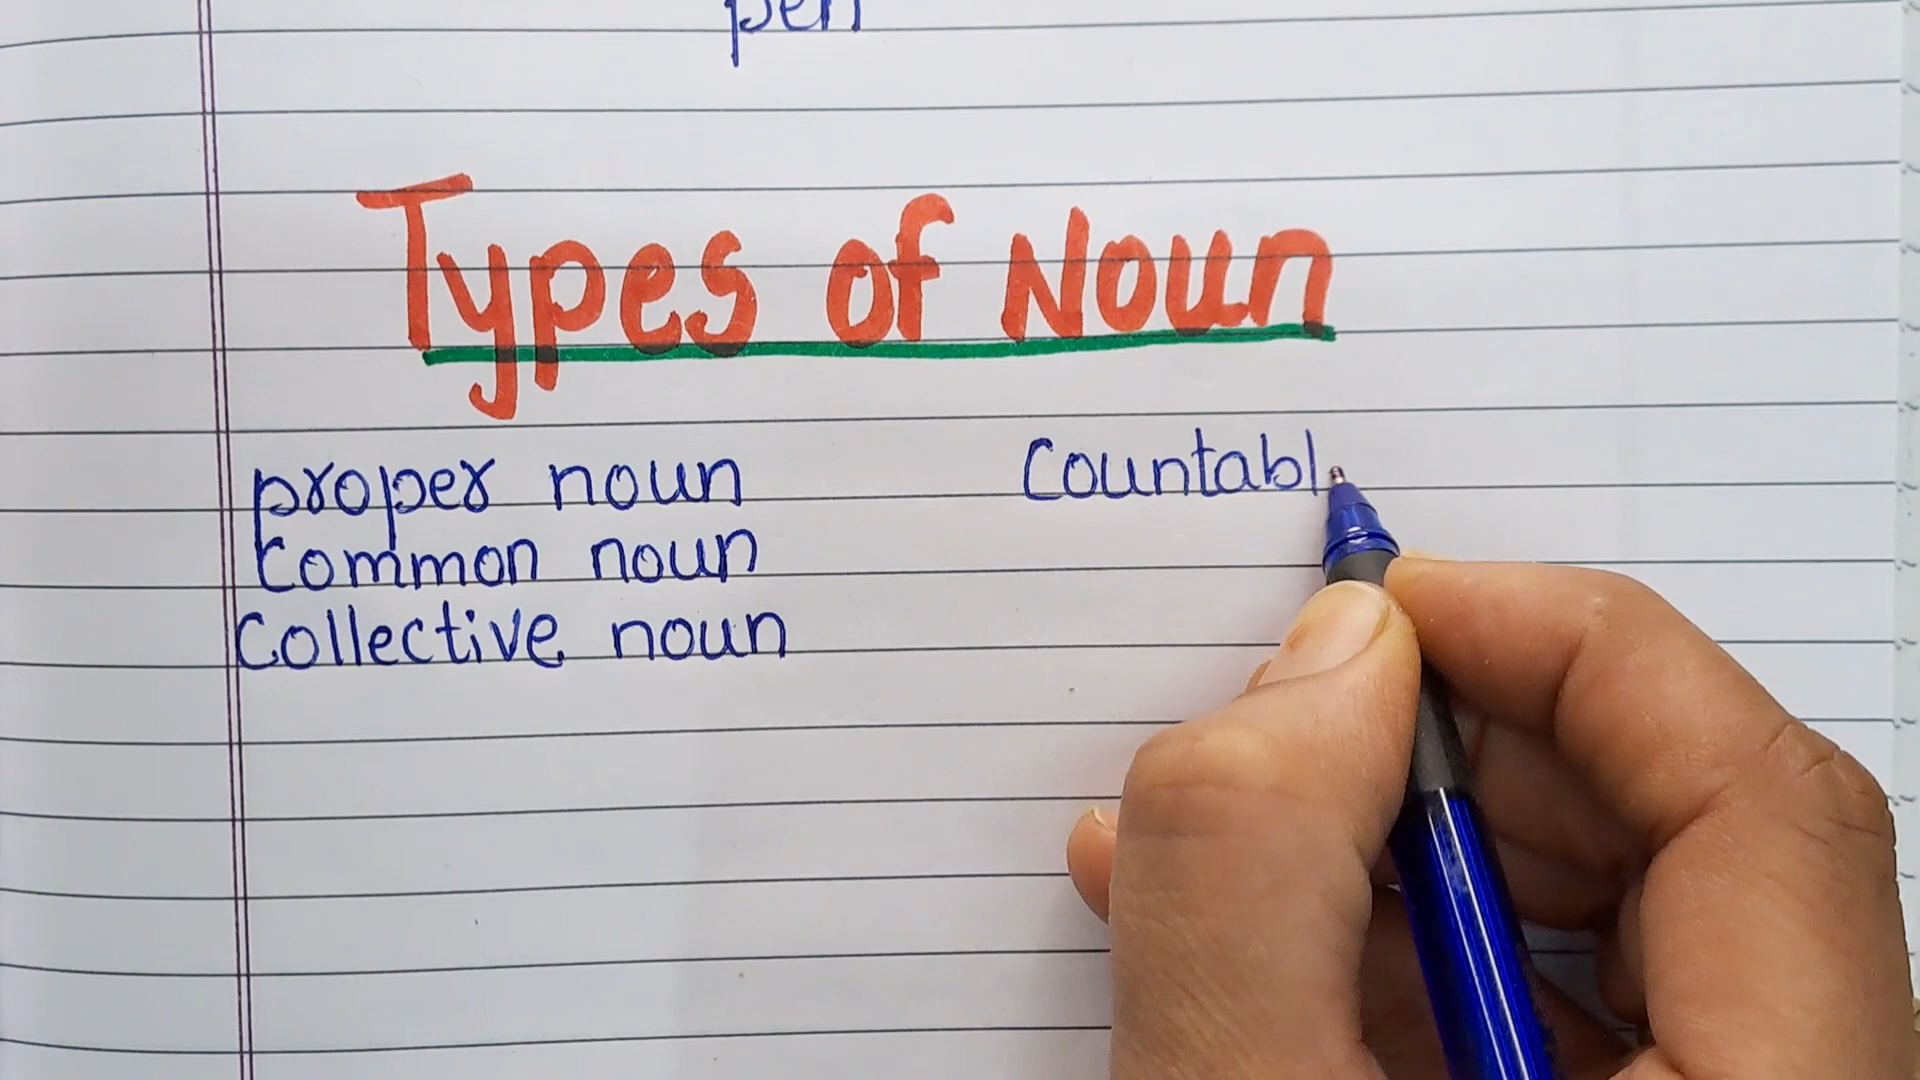 pen
Types of Noun
proper noun
Common noun
Collective noun
Countabl